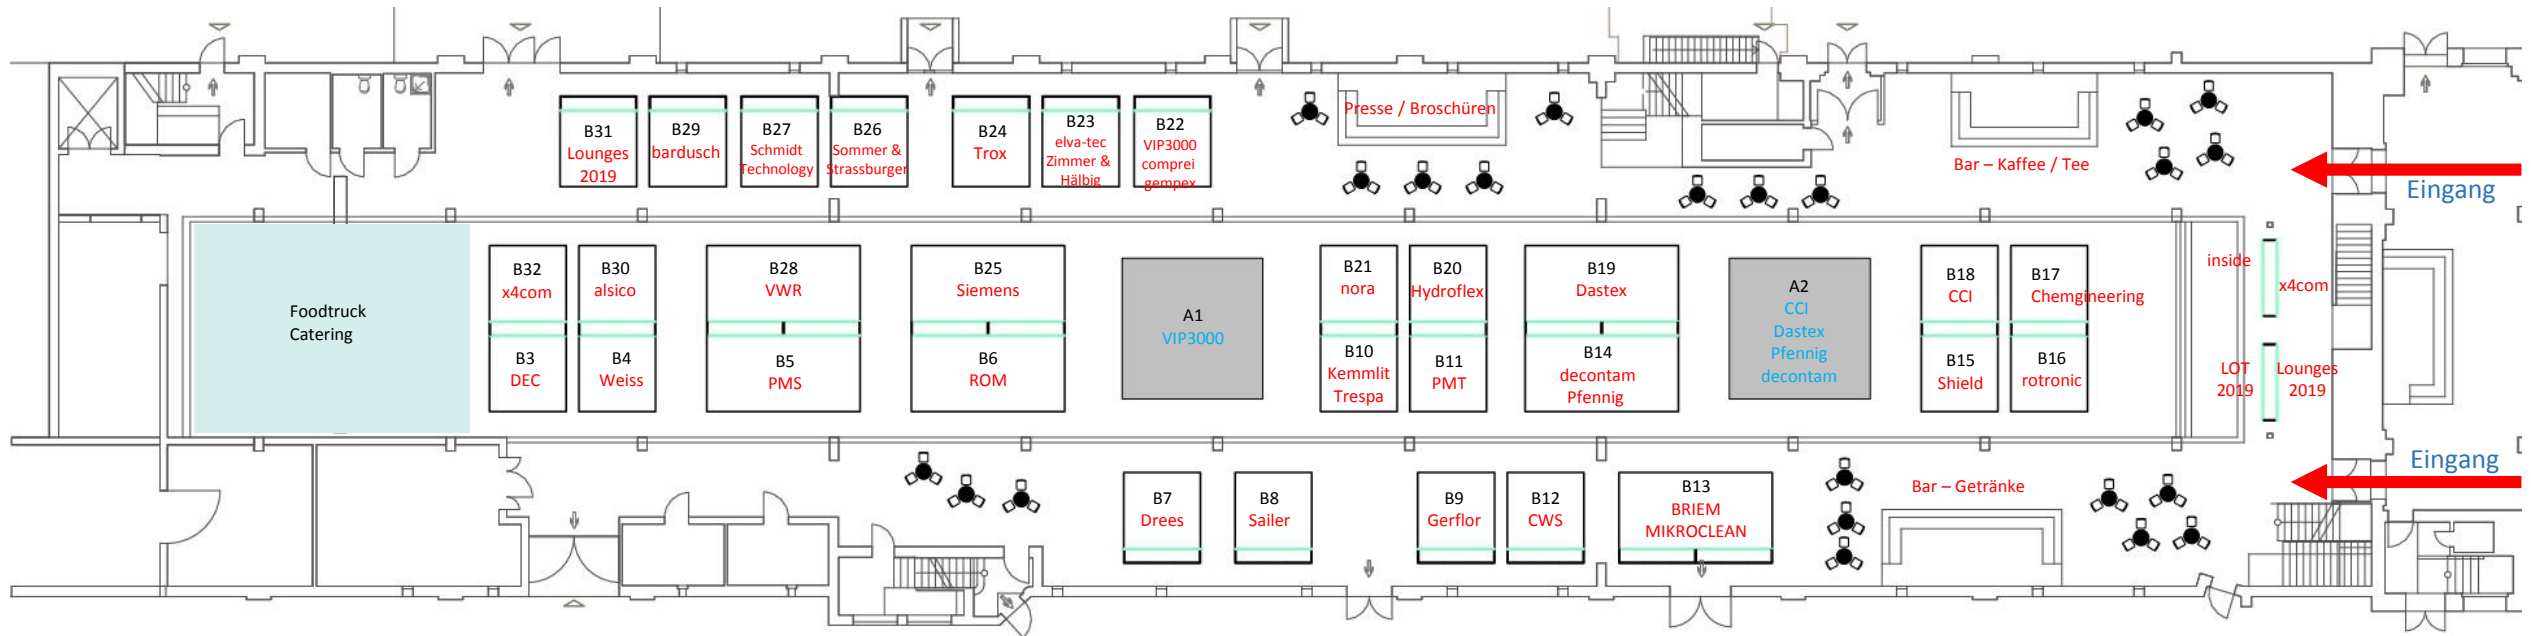 B31
Lounges
2019
B29
bardusch
B27
Schmidt
Technology
B26
Sommer &
Strassburger
B24
Trox
B23
elva-tec
Zimmer &
Hälbig
B22
VIP3000
comprei
gempex
Presse / Broschüren
Bar – Kaffee / Tee
Eingang
Foodtruck
Catering
B32
x4com
B30
alsico
B28
VWR
B25
Siemens
A1
VIP3000
B21
nora
B20
Hydroflex
B19
Dastex
A2
CCI
Dastex
Pfennig
decontam
B18
CCI
B17
Chemgineering
inside
x4com
B3
DEC
B4
Weiss
B5
PMS
B6
ROM
B10
Kemmlit
Trespa
B11
PMT
B14
decontam
Pfennig
B15
Shield
B16
rotronic
LOT
2019
Lounges
2019
Eingang
B7
Drees
B8
Sailer
B9
Gerflor
B12
CWS
B13
BRIEM
MIKROCLEAN
Bar – Getränke